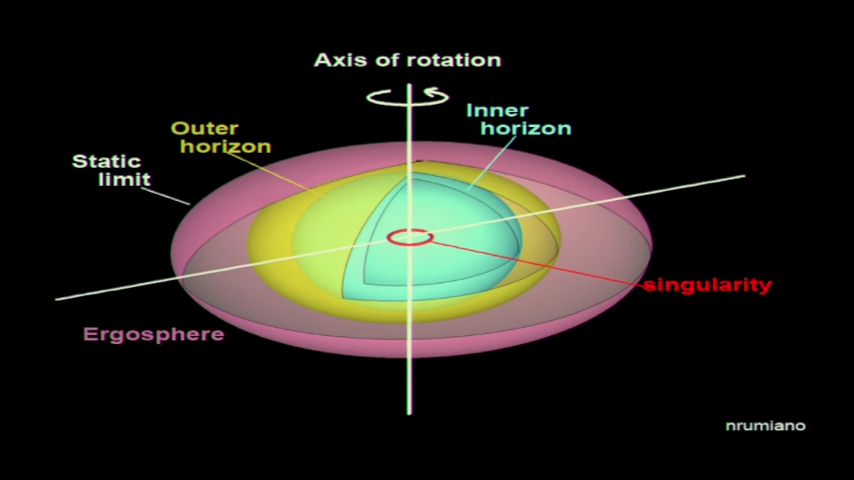 Axis of rotation
Inner
horizon
Outer
horizon
Static
limit
singularity
Ergosphere
nrumiano